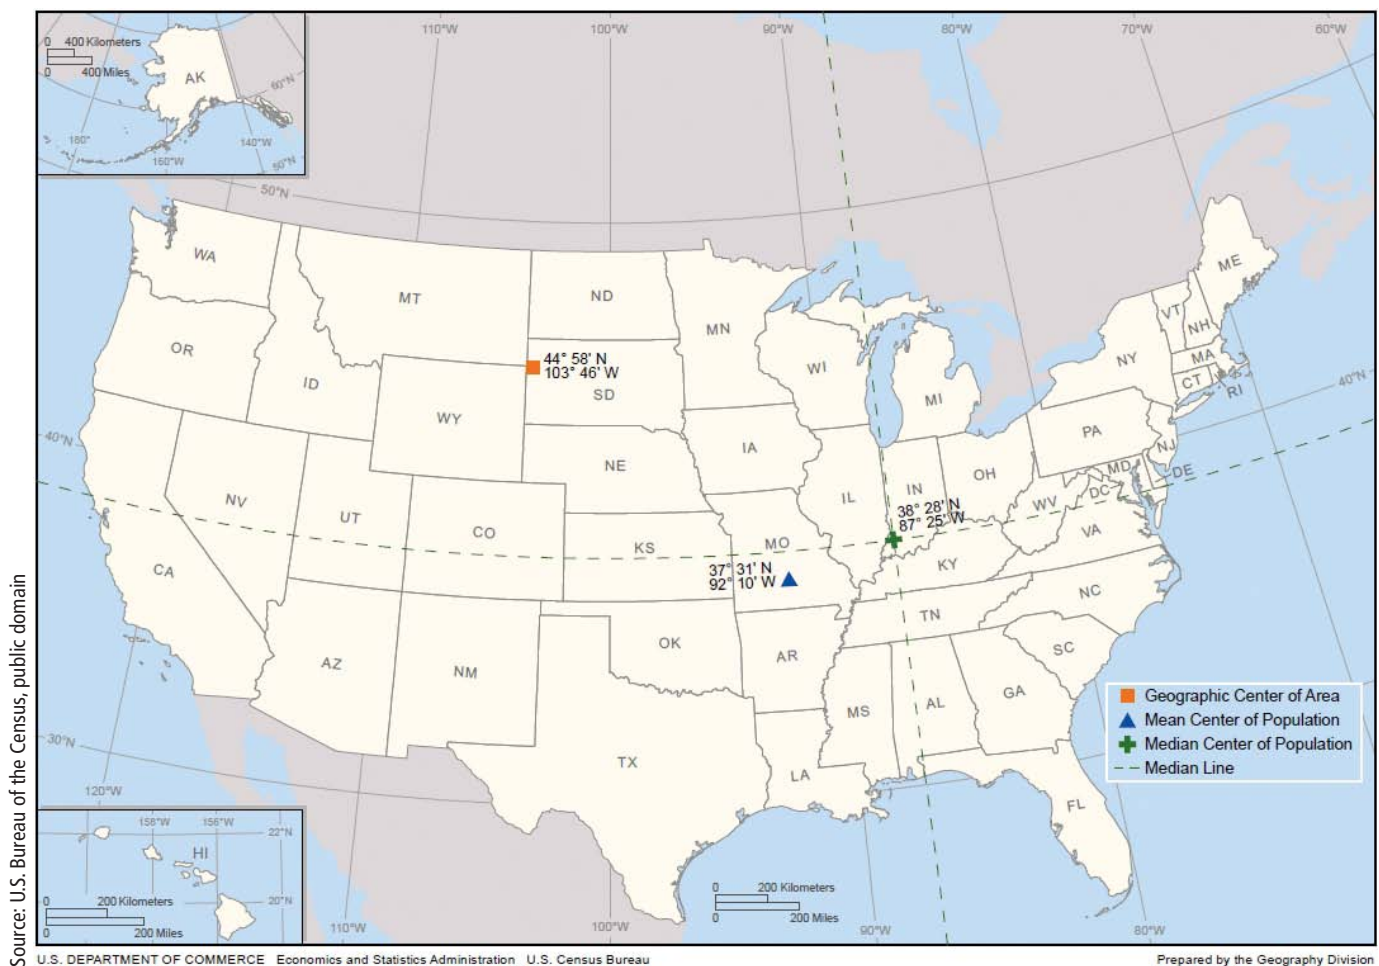 110°W
100°W
90°W
80°W
70°W
60°W
0 400 Kilometers
0 400 Miles
AK
60°N
180°
160°W
140°W
50°N
50°N
WA
MT
ND
MN
ME
VT
NH
OR
ID
44° 58' N
103° 46' W
SD
WI
MI
NY
MA
CT
RI
40°N
WY
IA
PA
NJ
40°N
NE
IL
IN
OH
MD
DE
DC
WV
NV
UT
CO
KS
MO
38° 28' N
87° 25' W
VA
KY
CA
37° 31' N
92° 10' W
NC
TN
AZ
NM
OK
AR
SC
MS
AL
GA
Geographic Center of Area
Mean Center of Population
Median Center of Population
Median Line
30°N
TX
LA
FL
120°W
158°W
156°W
22°N
HI
20°N
0 200 Kilometers
0 200 Miles
0 200 Kilometers
0 200 Miles
110°W
100°W
90°W
80°W
Source: U.S. Bureau of the Census, public domain
U.S. DEPARTMENT OF COMMERCE Economics and Statistics Administration U.S. Census Bureau
Prepared by the Geography Division